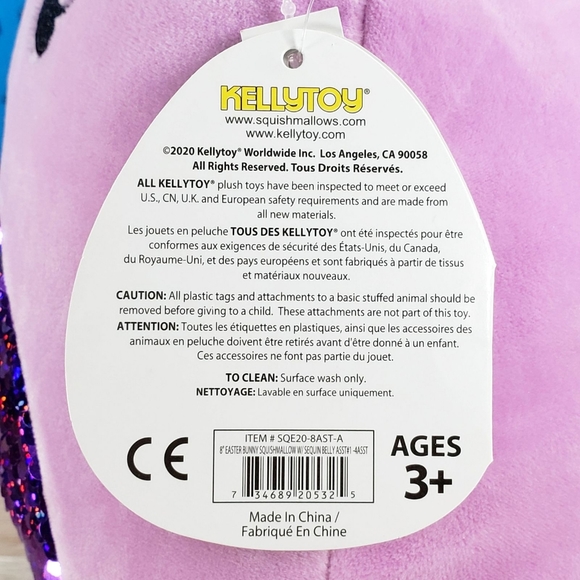 KELLYTOY®
www.squishmallows.com
www.kellytoy.com
©2020 Kellytoy® Worldwide Inc. Los Angeles, CA 90058
All Rights Reserved. Tous Droits Réservés.
ALL KELLYTOY® plush toys have been inspected to meet or exceed
U.S., CN, U.K. and European safety requirements and are made from
all new materials.
Les jouets en peluche TOUS DES KELLYTOY® ont été inspectés pour être
conformes aux exigences de sécurité des États-Unis, du Canada,
du Royaume-Uni, et des pays européens et sont fabriqués à partir de tissus
et matériaux nouveaux.
CAUTION: All plastic tags and attachments to a basic stuffed animal should be
removed before giving to a child. These attachments are not part of this toy.
ATTENTION: Toutes les étiquettes en plastiques, ainsi que les accessoires des
animaux en peluche doivent être retirés avant d'être donné à un enfant.
Ces accessoires ne font pas partie du jouet.
TO CLEAN: Surface wash only.
NETTOYAGE: Lavable en surface uniquement.
CE
ITEM # SQE20-8AST-A
8" EASTER BUNNY SQUISHMALLOW W/ SEQUIN BELLY ASST#1 -4ASST
7 34689 20532 5
AGES
3+
Made In China /
Fabriqué En Chine